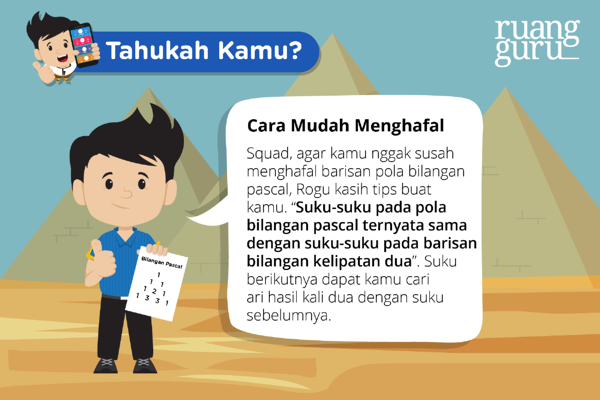 Tahukah Kamu?
ruang
guru
Cara Mudah Menghafal
Squad, agar kamu nggak susah
menghafal barisan pola bilangan
pascal, Rogu kasih tips buat
kamu. “Suku-suku pada pola
bilangan pascal ternyata sama
dengan suku-suku pada barisan
bilangan kelipatan dua”. Suku
berikutnya dapat kamu cari
ari hasil kali dua dengan suku
sebelumnya.
Bilangan Pascal
1
1 1
1 2 1
1 3 3 1